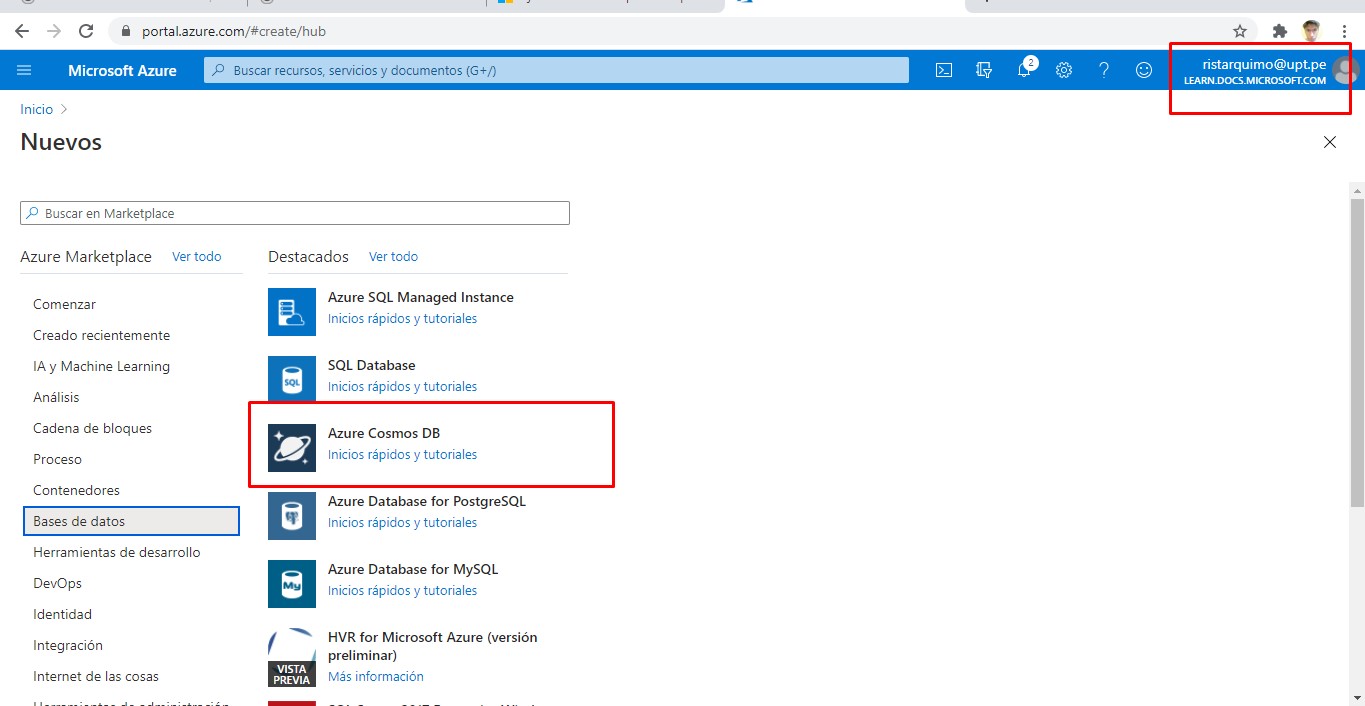 portal.azure.com/#create/hub
Microsoft Azure
Buscar recursos, servicios y documentos (G+/)
2
ristarquimo@upt.pe
LEARN.DOCS.MICROSOFT.COM
Inicio
Nuevos
Buscar en Marketplace
Azure Marketplace Ver todo
Comenzar
Creado recientemente
IA y Machine Learning
Análisis
Cadena de bloques
Proceso
Contenedores
Bases de datos
Herramientas de desarrollo
DevOps
Identidad
Integración
Internet de las cosas
Herramientas de administración
Destacados Ver todo
Azure SQL Managed Instance
Inicios rápidos y tutoriales
SQL
SQL Database
Inicios rápidos y tutoriales
Azure Cosmos DB
Inicios rápidos y tutoriales
Azure Database for PostgreSQL
Inicios rápidos y tutoriales
My
Azure Database for MySQL
Inicios rápidos y tutoriales
VISTA
PREVIA
HVR for Microsoft Azure (versión
preliminar)
Más información